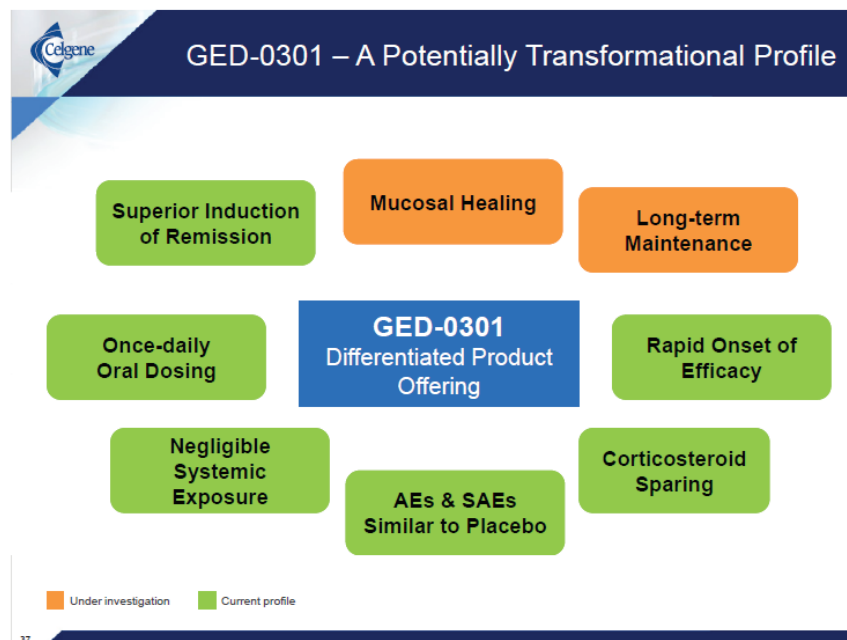 Celgene
GED-0301 – A Potentially Transformational Profile
Mucosal Healing
Superior Induction
of Remission
Long-term
Maintenance
GED-0301
Differentiated Product
Offering
Once-daily
Oral Dosing
Rapid Onset of
Efficacy
Negligible
Systemic
Exposure
Corticosteroid
Sparing
AEs & SAEs
Similar to Placebo
Under investigation
Current profile
37